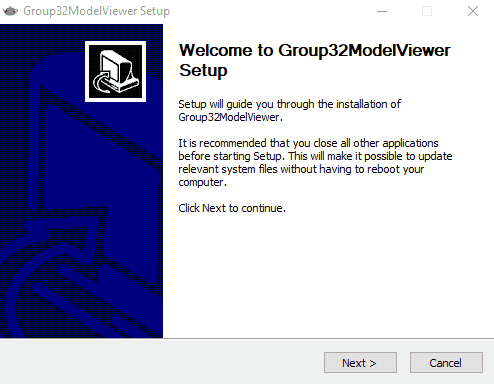 Group32ModelViewer Setup
Welcome to Group32ModelViewer
Setup
Setup will guide you through the installation of
Group32ModelViewer.
It is recommended that you close all other applications
before starting Setup. This will make it possible to update
relevant system files without having to reboot your
computer.
Click Next to continue.
Next >
Cancel